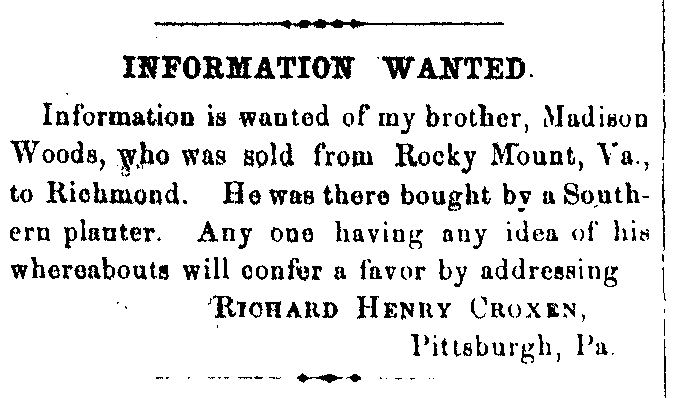 INFORMATION WANTED.
Information is wanted of my brother, Madison
Woods, who was sold from Rocky Mount, Va.,
to Richmond. He was there bought by a South-
ern planter. Any one having any idea of his
whereabouts will confer a favor by addressing
RICHARD HENRY CROXEN,
Pittsburgh, Pa.